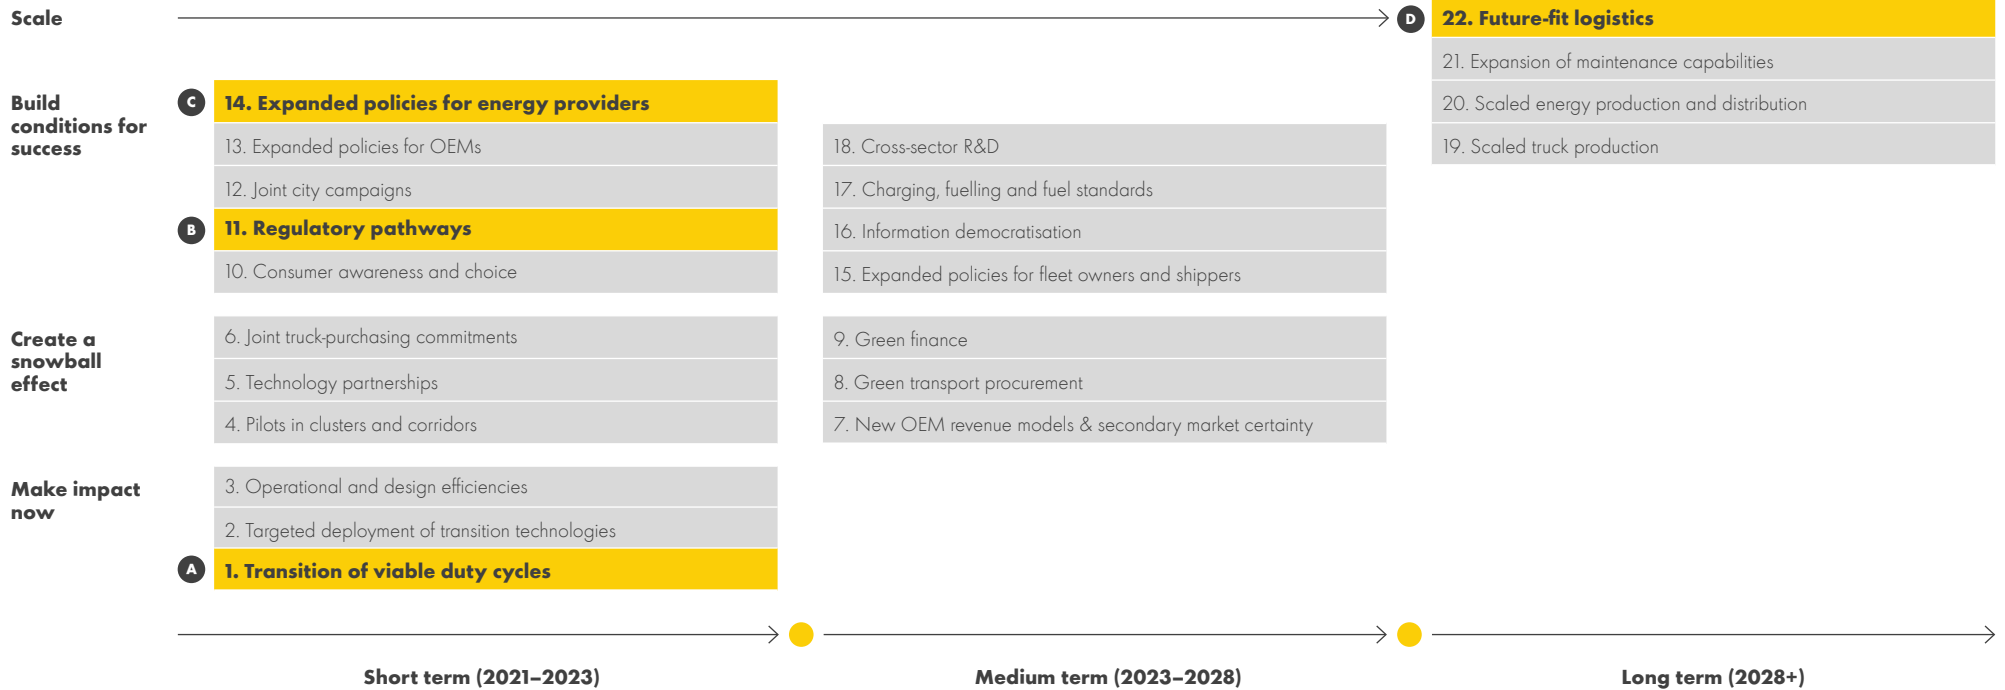 Scale
D
22. Future-fit logistics
21. Expansion of maintenance capabilities
20. Scaled energy production and distribution
19. Scaled truck production
Build
conditions for
success
C
14. Expanded policies for energy providers
13. Expanded policies for OEMs
12. Joint city campaigns
B
11. Regulatory pathways
10. Consumer awareness and choice
18. Cross-sector R&D
17. Charging, fuelling and fuel standards
16. Information democratisation
15. Expanded policies for fleet owners and shippers
Create a
snowball
effect
6. Joint truck-purchasing commitments
5. Technology partnerships
4. Pilots in clusters and corridors
9. Green finance
8. Green transport procurement
7. New OEM revenue models & secondary market certainty
Make impact
now
3. Operational and design efficiencies
2. Targeted deployment of transition technologies
A
1. Transition of viable duty cycles
Short term (2021–2023)
Medium term (2023–2028)
Long term (2028+)